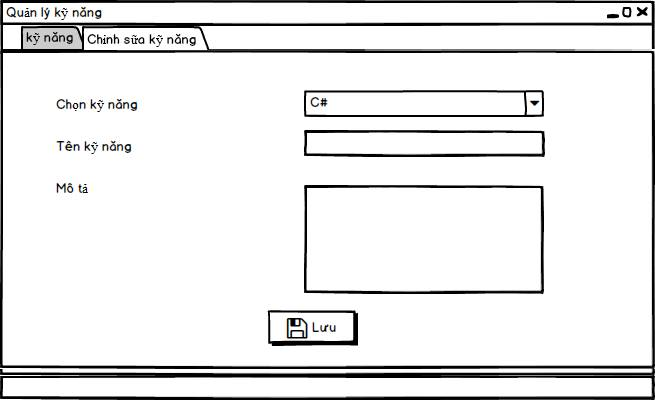 Quản lý kỹ năng
kỹ năng Chỉnh sửa kỹ năng
Chọn kỹ năng C#
Tên kỹ năng
Mô tả
Lưu